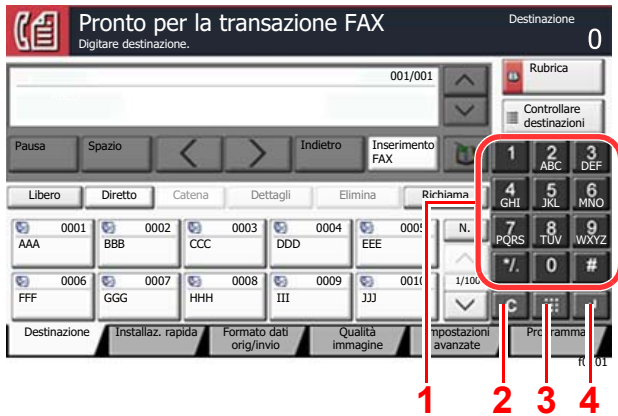 Pronto per la transazione FAX
Digitare destinazione.
Destinazione
0
001/001
Rubrica
Controllare
destinazioni
Pausa
Spazio
Indietro
Inserimento
FAX
1
2
ABC
3
DEF
Libero
Diretto
Catena
Dettagli
Elimina
Richiama
4
GHI
5
JKL
6
MNO
0001
AAA
0002
BBB
0003
CCC
0004
DDD
0005
EEE
N.
7
PQRS
8
TUV
9
WXYZ
*/.
0
#
0006
FFF
0007
GGG
0008
HHH
0009
III
0010
JJJ
1/100
C
Destinazione
Installaz. rapida
Formato dati
orig/invio
Qualità
immagine
Impostazioni
avanzate
Programma
1
2
3
4